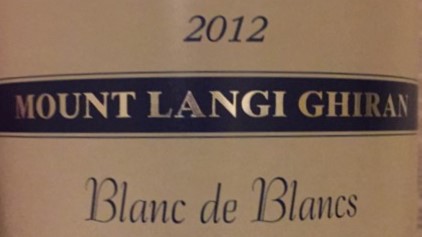 2012
MOUNT LANGI GHIRAN
Blanc de Blancs